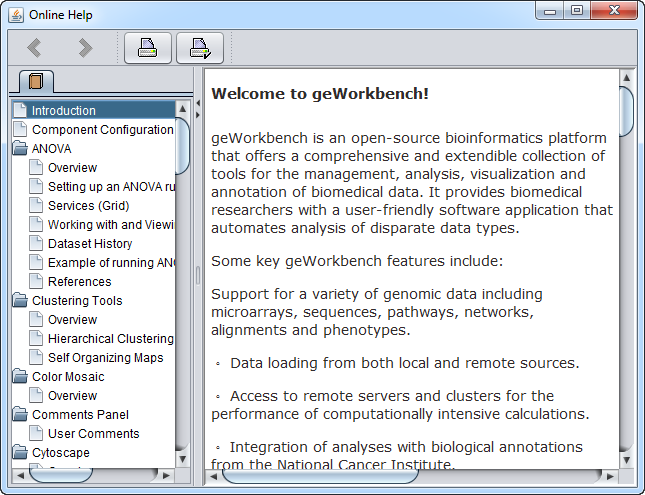 Online Help
Introduction
Component Configuration
ANOVA
Overview
Setting up an ANOVA ru
Services (Grid)
Working with and Viewi
Dataset History
Example of running AN
References
Clustering Tools
Overview
Hierarchical Clustering
Self Organizing Maps
Color Mosaic
Overview
Comments Panel
User Comments
Cytoscape
Welcome to geWorkbench!
geWorkbench is an open-source bioinformatics platform
that offers a comprehensive and extendible collection of
tools for the management, analysis, visualization and
annotation of biomedical data. It provides biomedical
researchers with a user-friendly software application that
automates analysis of disparate data types.
Some key geWorkbench features include:
Support for a variety of genomic data including
microarrays, sequences, pathways, networks,
alignments and phenotypes.
◦ Data loading from both local and remote sources.
◦ Access to remote servers and clusters for the
performance of computationally intensive calculations.
◦ Integration of analyses with biological annotations
from the National Cancer Institute.